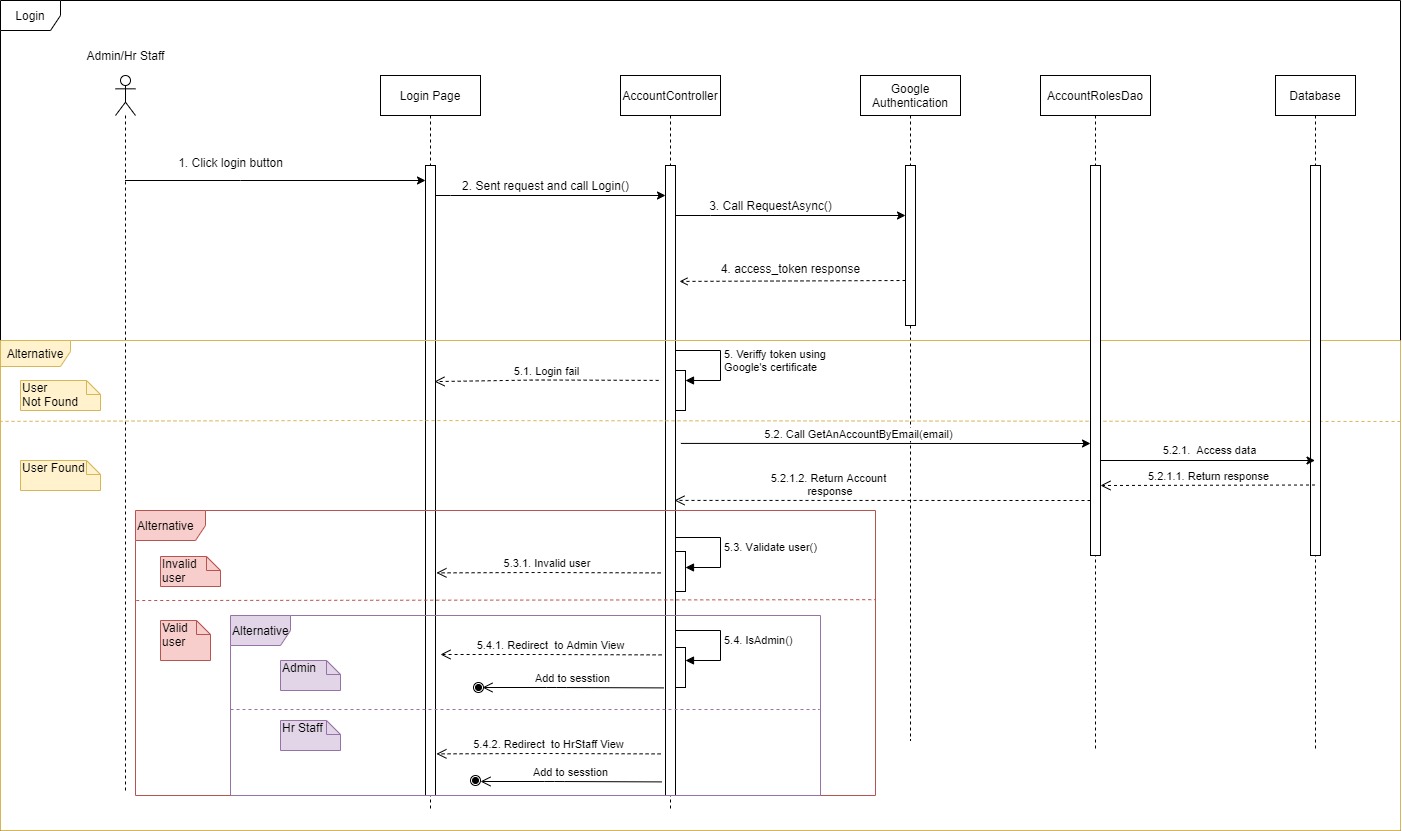 Login
Admin/Hr Staff
Login Page
AccountController
Google
Authentication
AccountRolesDao
Database
1. Click login button
2. Sent request and call Login()
3. Call RequestAsync()
4. access_token response
Alternative
5. Veriffy token using
Google's certificate
5.1. Login fail
User
Not Found
5.2. Call GetAnAccountByEmail(email)
5.2.1. Access data
User Found
5.2.1.1. Return response
5.2.1.2. Return Account
response
Alternative
5.3. Validate user()
Invalid
user
5.3.1. Invalid user
Valid
user
Alternative
5.4. IsAdmin()
5.4.1. Redirect to Admin View
Admin
Add to sesstion
Hr Staff
5.4.2. Redirect to HrStaff View
Add to sesstion